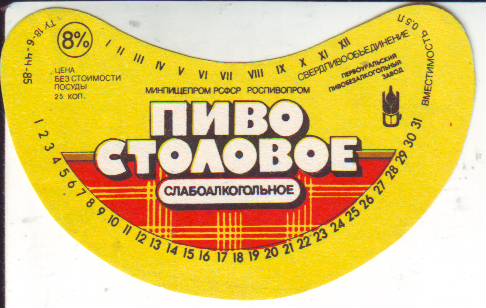 ТУ 18-6-44-85
8%
ЦЕНА
БЕЗ СТОИМОСТИ
ПОСУДЫ
25 КОП.
I II III IV V VI VII VIII IX X XI XII
СВЕРДЛПИВООБЪЕДИНЕНИЕ
ПЕРВОУРАЛЬСКИЙ
ПИВОБЕЗАЛКОГОЛЬНЫЙ
ЗАВОД
ВМЕСТИМОСТЬ 0,5 Л
МИНПИЩЕПРОМ РСФСР РОСПИВОПРОМ
ПИВО
СТОЛОВОЕ
СЛАБОАЛКОГОЛЬНОЕ
1 2 3 4 5 6 7 8 9 10 11 12 13 14 15 16 17 18 19 20 21 22 23 24 25 26 27 28 29 30 31